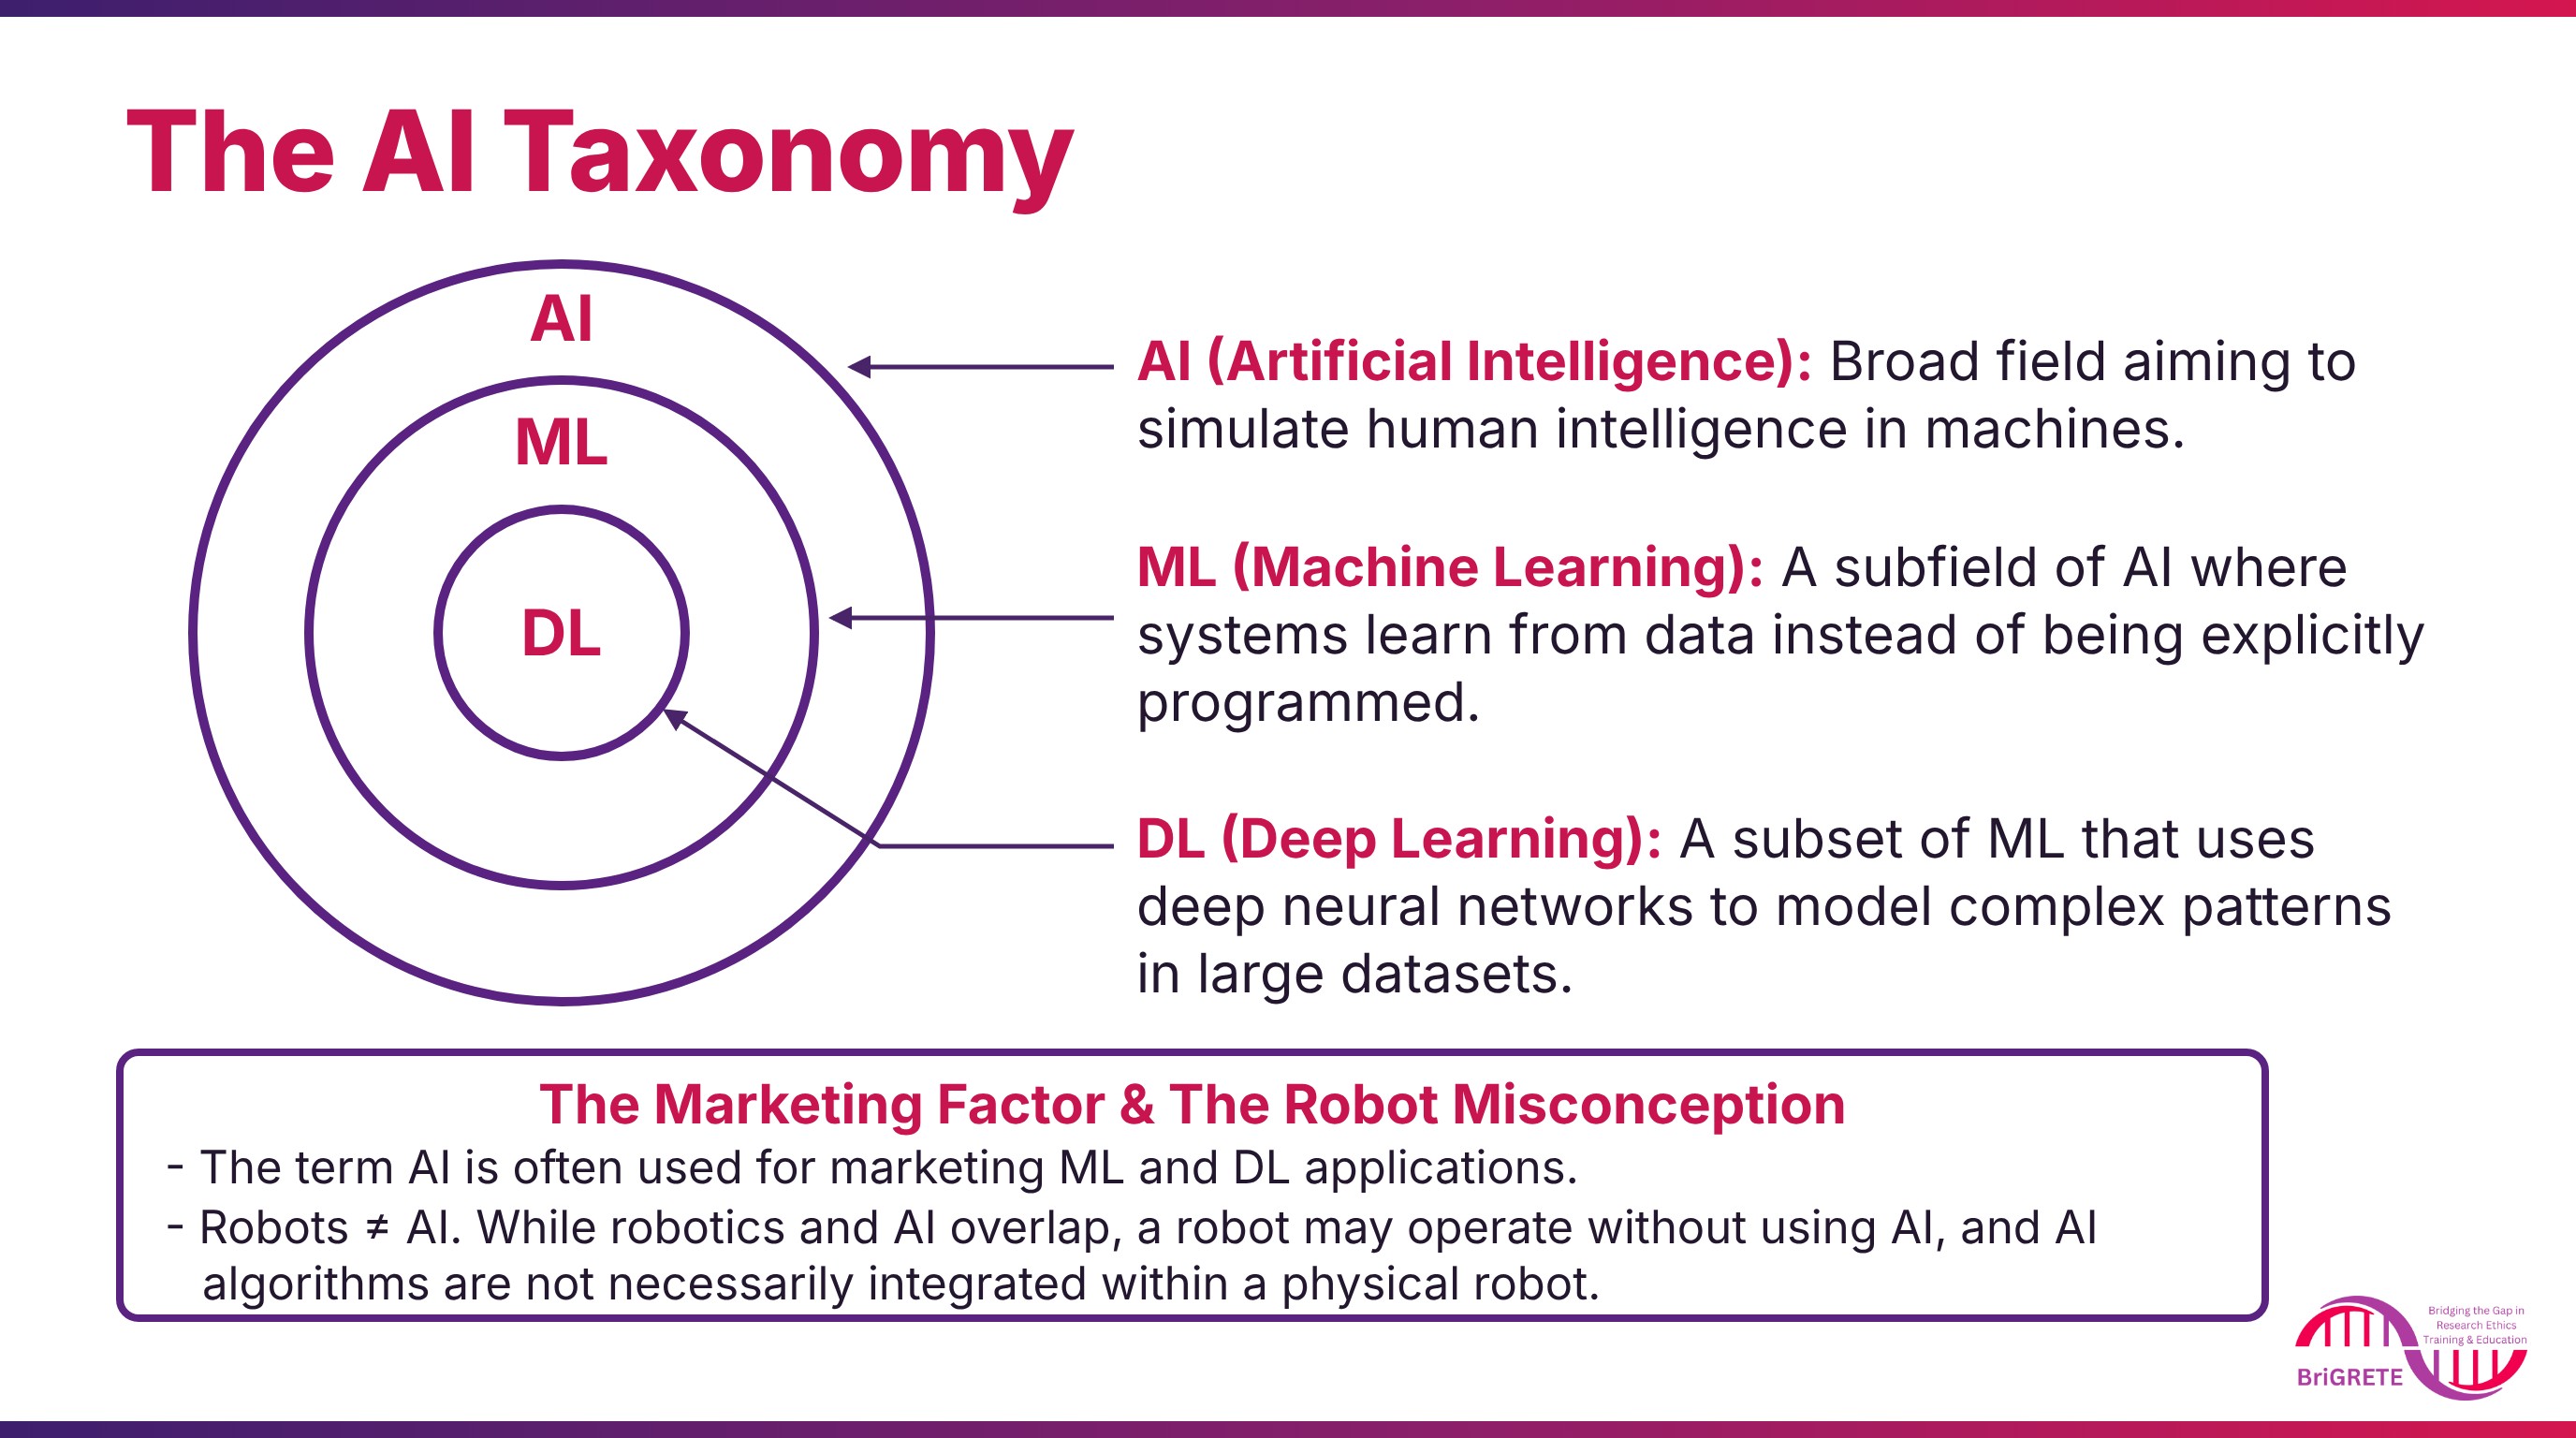 The AI Taxonomy
AI
ML
DL
AI (Artificial Intelligence): Broad field aiming to
simulate human intelligence in machines.
ML (Machine Learning): A subfield of AI where
systems learn from data instead of being explicitly
programmed.
DL (Deep Learning): A subset of ML that uses
deep neural networks to model complex patterns
in large datasets.
The Marketing Factor & The Robot Misconception
- The term AI is often used for marketing ML and DL applications.
- Robots ≠ AI. While robotics and AI overlap, a robot may operate without using AI, and AI
algorithms are not necessarily integrated within a physical robot.
Bridging the Gap in
Research Ethics
Training & Education
BriGRETE